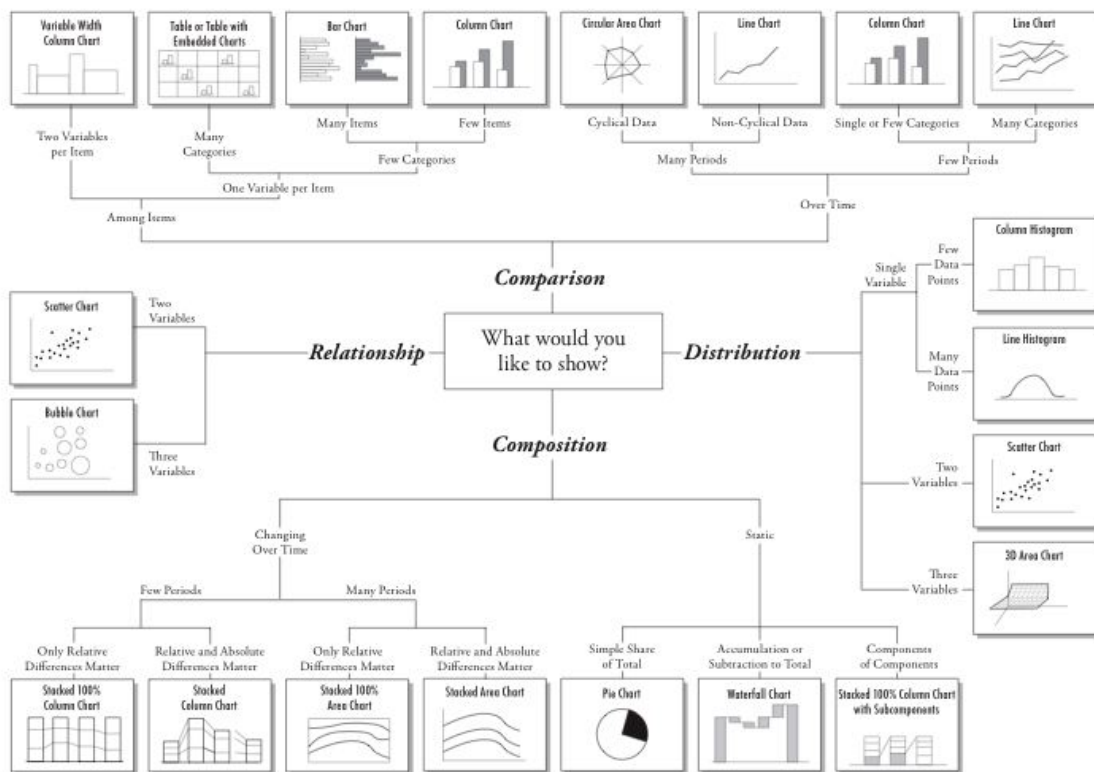 Variable Width
Column Chart
Table or Table with
Embedded Charts
Bar Chart
Column Chart
Circular Area Chart
Line Chart
Column Chart
Line Chart
Two Variables
per Item
Many
Categories
Many Items
Few Items
Cyclical Data
Non-Cyclical Data
Single or Few Categories
Many Categories
Few Categories
Many Periods
Few Periods
One Variable per Item
Among Items
Over Time
Comparison
What would you
like to show?
Relationship
Two
Variables
Scatter Chart
Three
Variables
Bubble Chart
Distribution
Single
Variable
Few
Data
Points
Column Histogram
Many
Data
Points
Line Histogram
Two
Variables
Scatter Chart
Three
Variables
3D Area Chart
Composition
Changing
Over Time
Static
Few Periods
Many Periods
Only Relative
Differences Matter
Relative and Absolute
Differences Matter
Only Relative
Differences Matter
Relative and Absolute
Differences Matter
Simple Share
of Total
Accumulation or
Subtraction to Total
Components
of Components
Stacked 100%
Column Chart
Stacked
Column Chart
Stacked 100%
Area Chart
Stacked Area Chart
Pie Chart
Waterfall Chart
Stacked 100% Column Chart
with Subcomponents